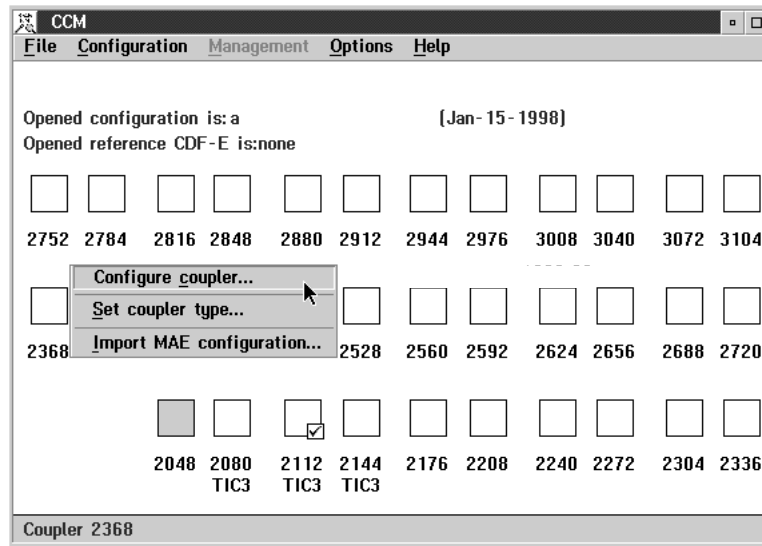 CCM
File Configuration Management Options Help
Opened configuration is: a (Jan-15-1998)
Opened reference CDF-E is:none
2752 2784 2816 2848 2880 2912 2944 2976 3008 3040 3072 3104
Configure coupler...
Set coupler type...
Import MAE configuration...
2368 2528 2560 2592 2624 2656 2688 2720
2048 2080 2112 2144 2176 2208 2240 2272 2304 2336
TIC3 TIC3 TIC3
Coupler 2368